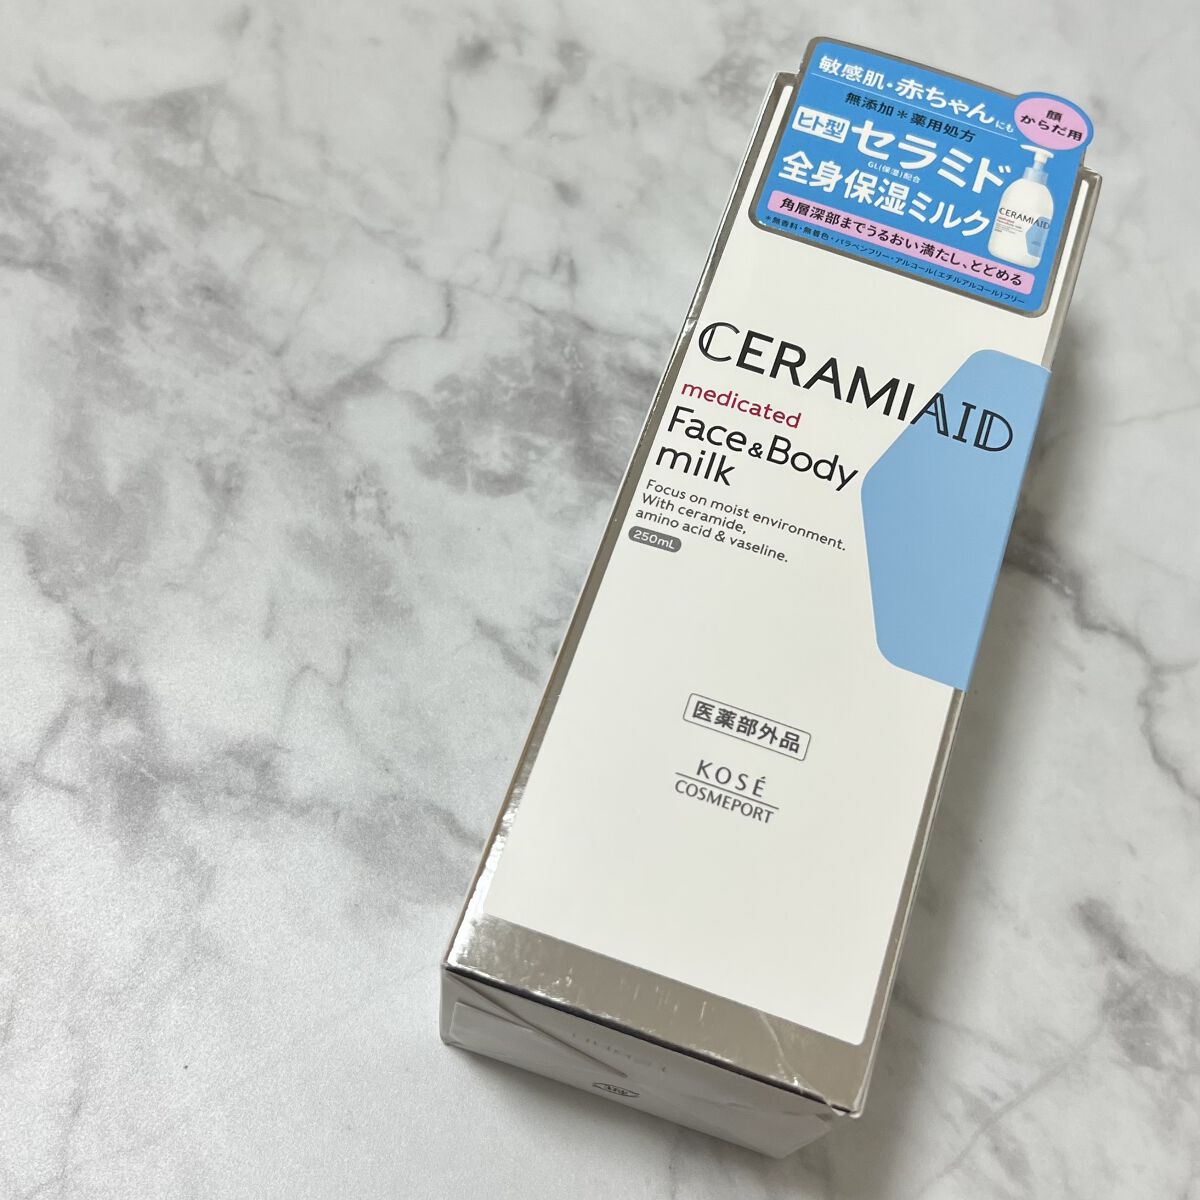 敏感肌・赤ちゃんにも
顔
からだ用
無添加*薬用処方
ヒト型セラミド
GL(保湿)配合
全身保湿ミルク
CERAMIAID
角層深部までうるおい満たし、とどめる
*無香料・無着色・パラベンフリー・アルコール(エチルアルコール)フリー
CERAMIAID
medicated
Face&Body
milk
Focus on moist environment.
With ceramide,
amino acid & vaseline.
250mL
医薬部外品
KOSÉ
COSMEPORT